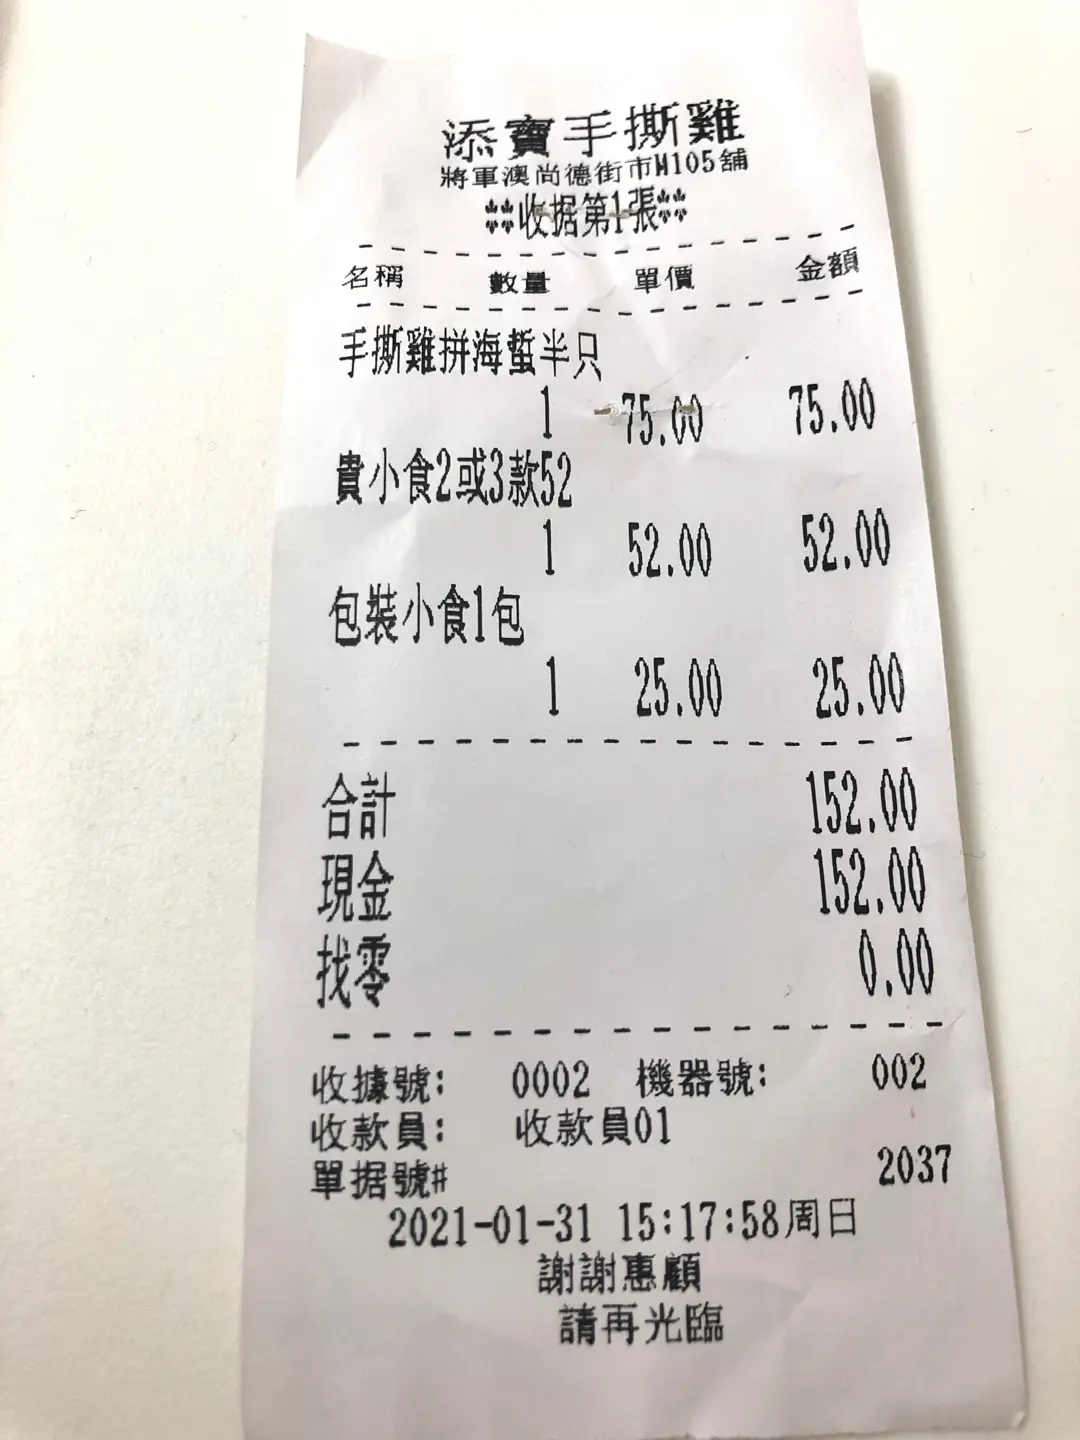 添寶手撕雞
將軍澳尚德街市M105舖
**收据第1張**
名稱 數量 單價 金額
手撕雞拼海蜇半只
1 75.00 75.00
貴小食2或3款52
1 52.00 52.00
包裝小食1包
1 25.00 25.00
合計 152.00
現金 152.00
找零 0.00
收據號: 0002 機器號: 002
收款員: 收款員01
單据號# 2037
2021-01-31 15:17:58周日
謝謝惠顧
請再光臨